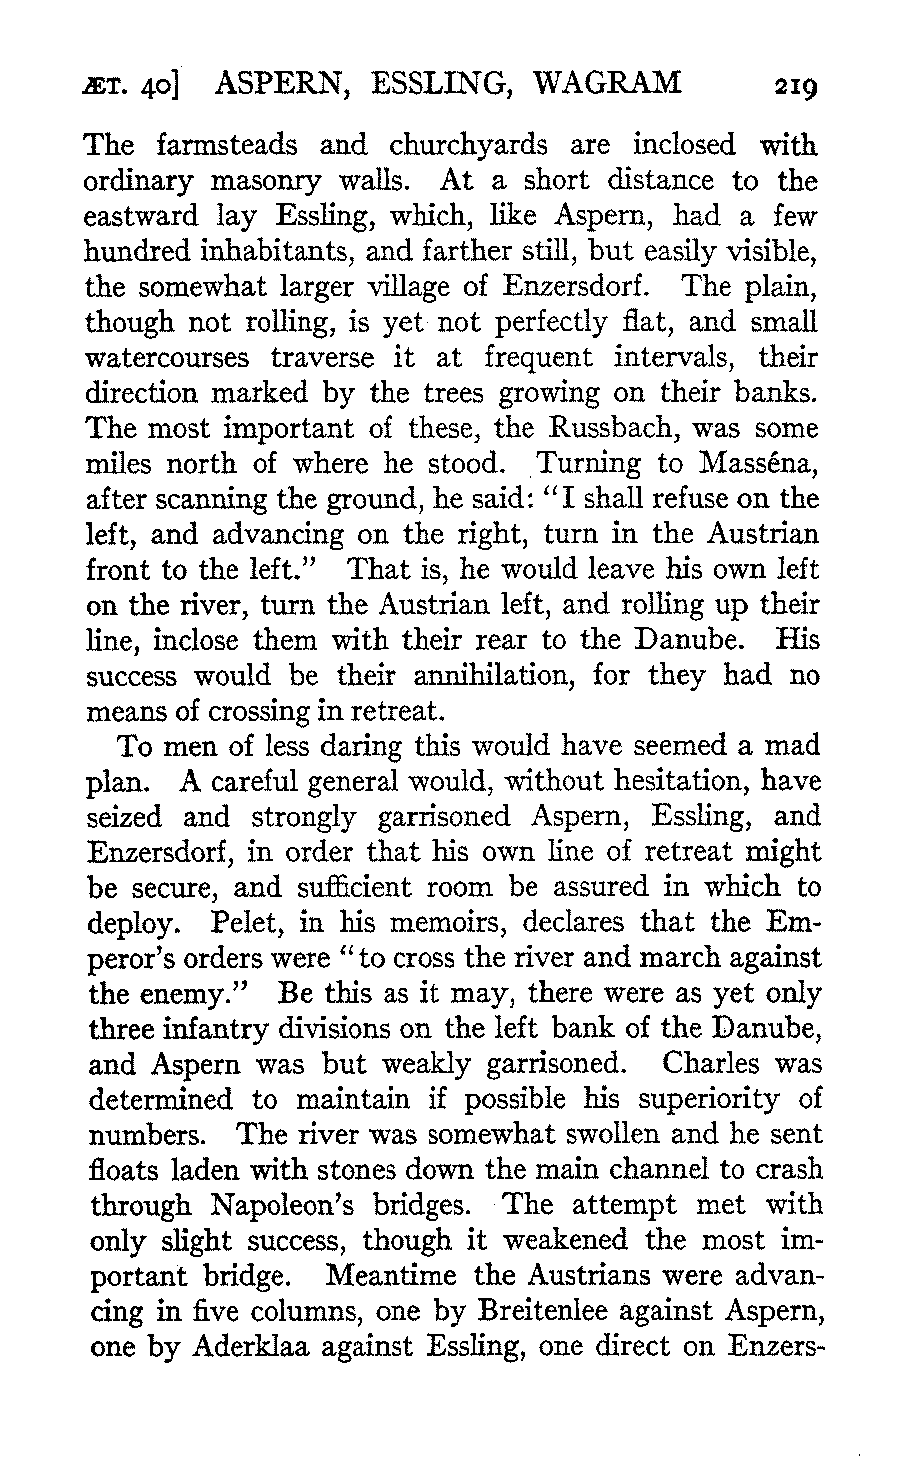 ÆT. 40] ASPERN, ESSLING, WAGRAM 219
The farmsteads and churchyards are inclosed with
ordinary masonry walls. At a short distance to the
eastward lay Essling, which, like Aspern, had a few
hundred inhabitants, and farther still, but easily visible,
the somewhat larger village of Enzersdorf. The plain,
though not rolling, is yet not perfectly flat, and small
watercourses traverse it at frequent intervals, their
direction marked by the trees growing on their banks.
The most important of these, the Russbach, was some
miles north of where he stood. Turning to Masséna,
after scanning the ground, he said: "I shall refuse on the
left, and advancing on the right, turn in the Austrian
front to the left." That is, he would leave his own left
on the river, turn the Austrian left, and rolling up their
line, inclose them with their rear to the Danube. His
success would be their annihilation, for they had no
means of crossing in retreat.
To men of less daring this would have seemed a mad
plan. A careful general would, without hesitation, have
seized and strongly garrisoned Aspern, Essling, and
Enzersdorf, in order that his own line of retreat might
be secure, and sufficient room be assured in which to
deploy. Pelet, in his memoirs, declares that the Em-
peror's orders were "to cross the river and march against
the enemy." Be this as it may, there were as yet only
three infantry divisions on the left bank of the Danube,
and Aspern was but weakly garrisoned. Charles was
determined to maintain if possible his superiority of
numbers. The river was somewhat swollen and he sent
floats laden with stones down the main channel to crash
through Napoleon's bridges. The attempt met with
only slight success, though it weakened the most im-
portant bridge. Meantime the Austrians were advan-
cing in five columns, one by Breitenlee against Aspern,
one by Aderklaa against Essling, one direct on Enzers-